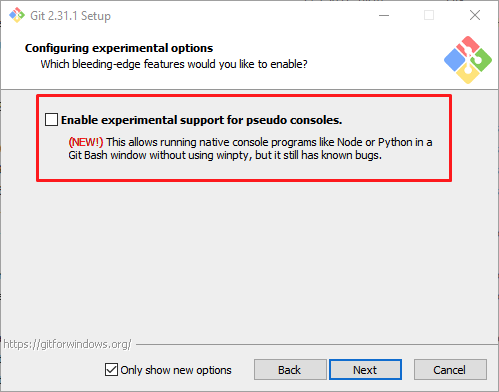 Git 2.31.1 Setup
Configuring experimental options
Which bleeding-edge features would you like to enable?
Enable experimental support for pseudo consoles.
(NEW!) This allows running native console programs like Node or Python in a
Git Bash window without using winpty, but it still has known bugs.
https://gitforwindows.org/
Only show new options
Back
Next
Cancel